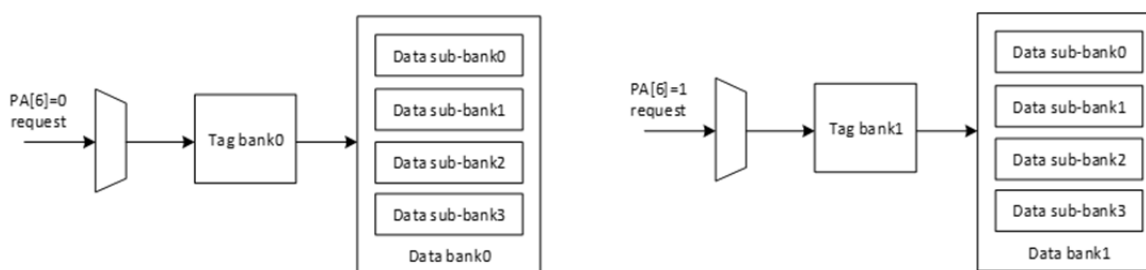 PA[6]=0
request
Tag bank0
Data sub-bank0
Data sub-bank1
Data sub-bank2
Data sub-bank3
Data bank0
PA[6]=1
request
Tag bank1
Data sub-bank0
Data sub-bank1
Data sub-bank2
Data sub-bank3
Data bank1